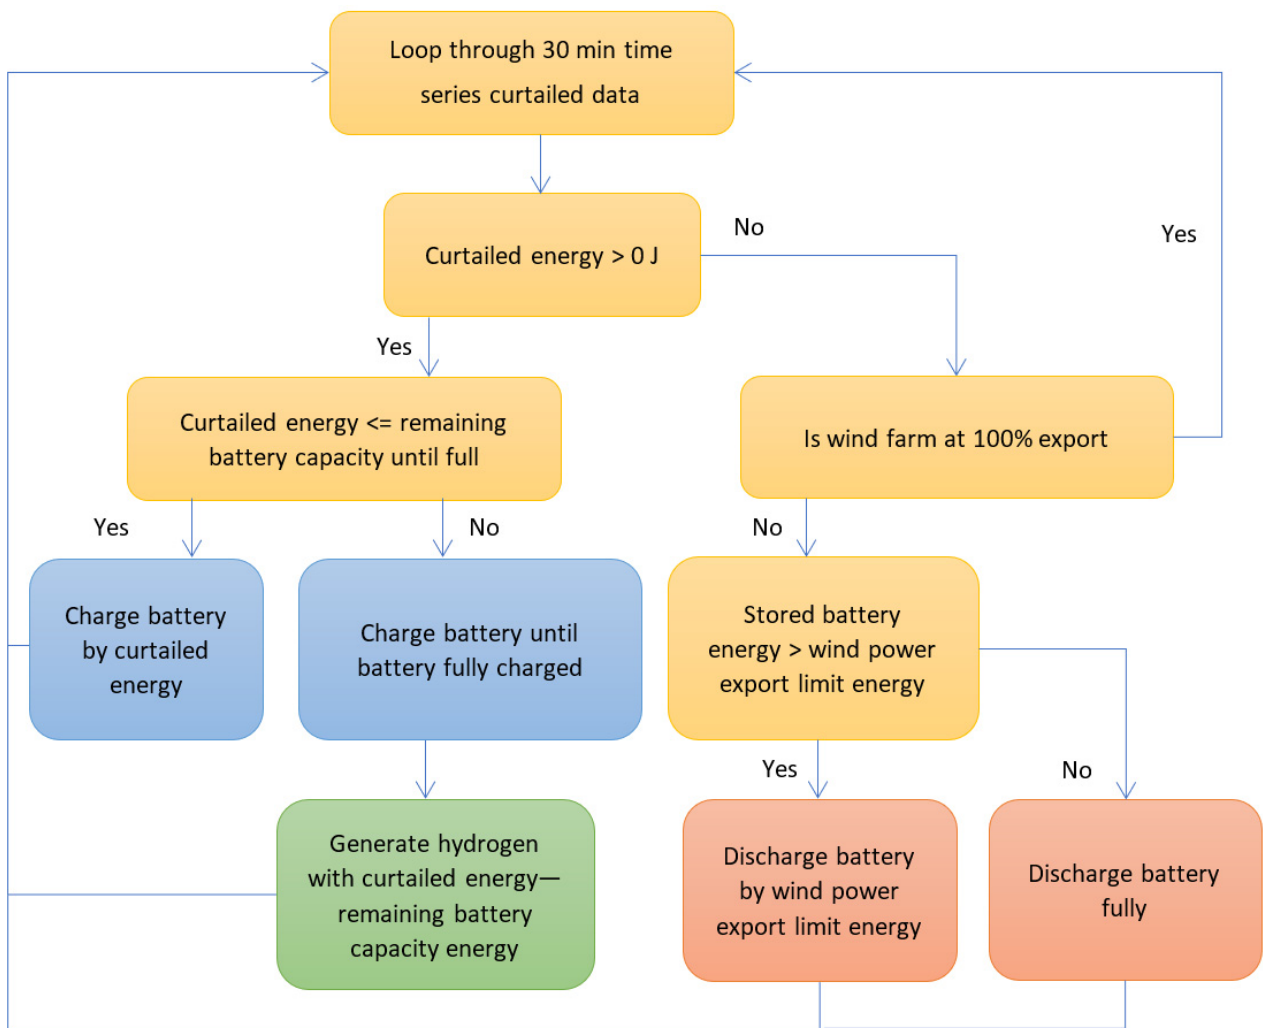 Loop through 30 min time
series curtailed data
Curtailed energy > 0 J
No
Yes
Yes
Curtailed energy <= remaining
battery capacity until full
Is wind farm at 100% export
Yes
No
No
Charge battery
by curtailed
energy
Charge battery until
battery fully charged
Stored battery
energy > wind power
export limit energy
Yes
No
Generate hydrogen
with curtailed energy—
remaining battery
capacity energy
Discharge battery
by wind power
export limit energy
Discharge battery
fully